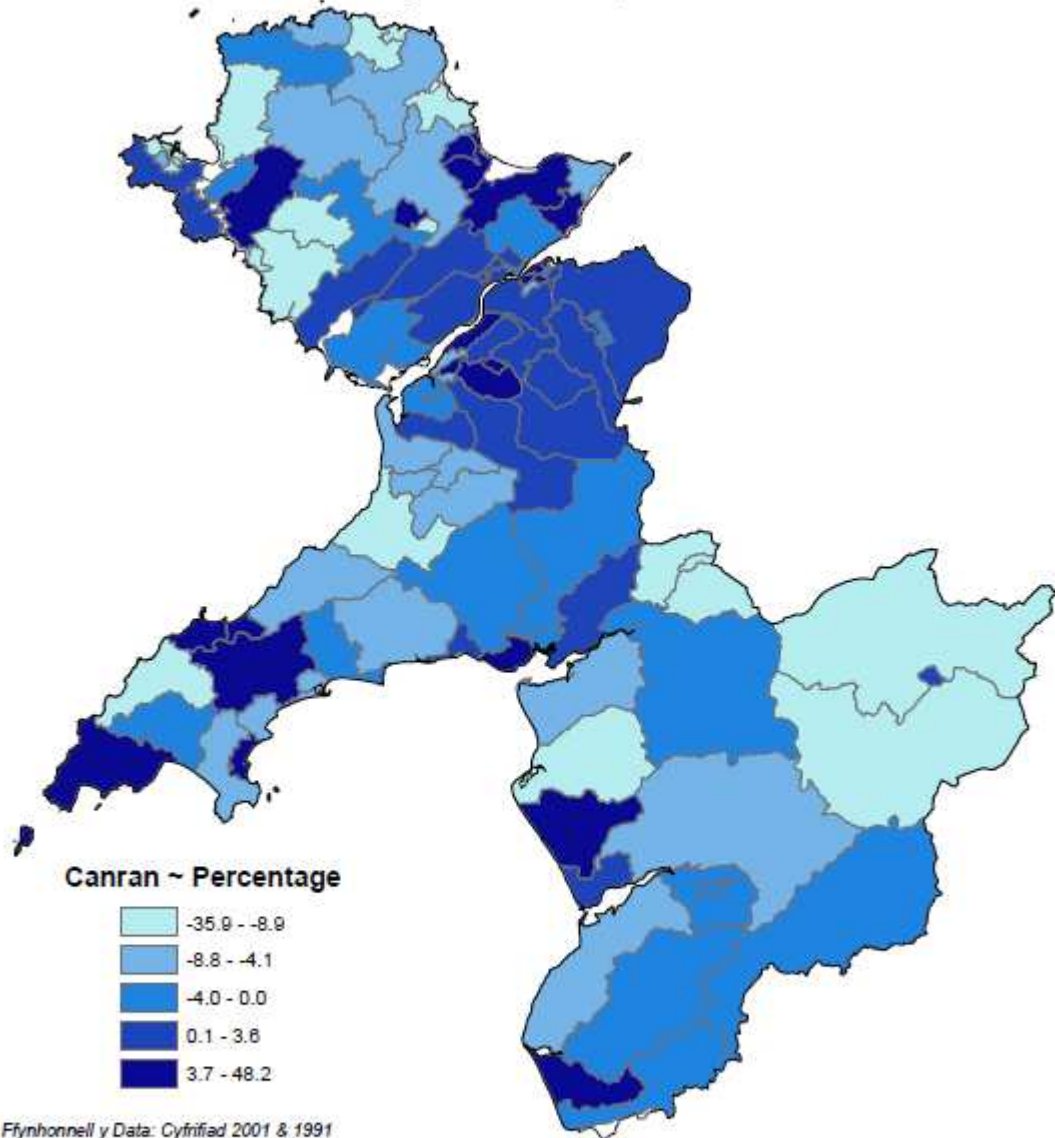 Canran ~ Percentage
-35.9 - -8.9
-8.8 - -4.1
-4.0 - 0.0
0.1 - 3.6
3.7 - 48.2
Ffynhonnell y Data: Cyfrifiad 2001 & 1991